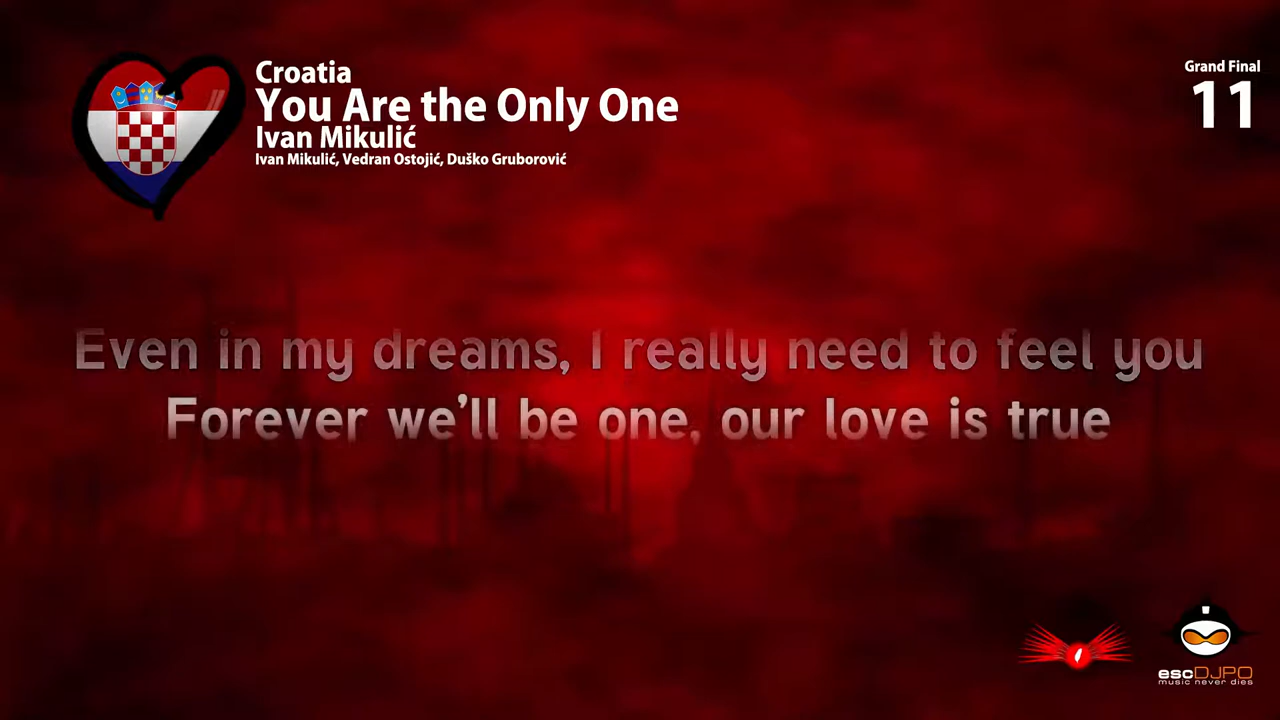 Croatia
You Are the Only One
Ivan Mikulić
Ivan Mikulić, Vedran Ostojić, Duško Gruborović
Grand Final
11
Even in my dreams, I really need to feel you
Forever we'll be one, our love is true
escDJPO
music never dies